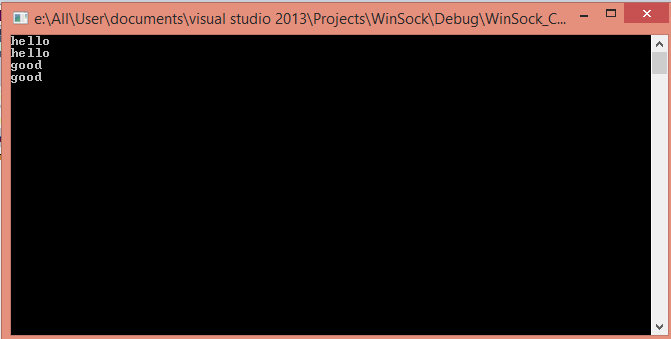 e:\All\User\documents\visual studio 2013\Projects\WinSock\Debug\WinSock_C...
hello
hello
good
good